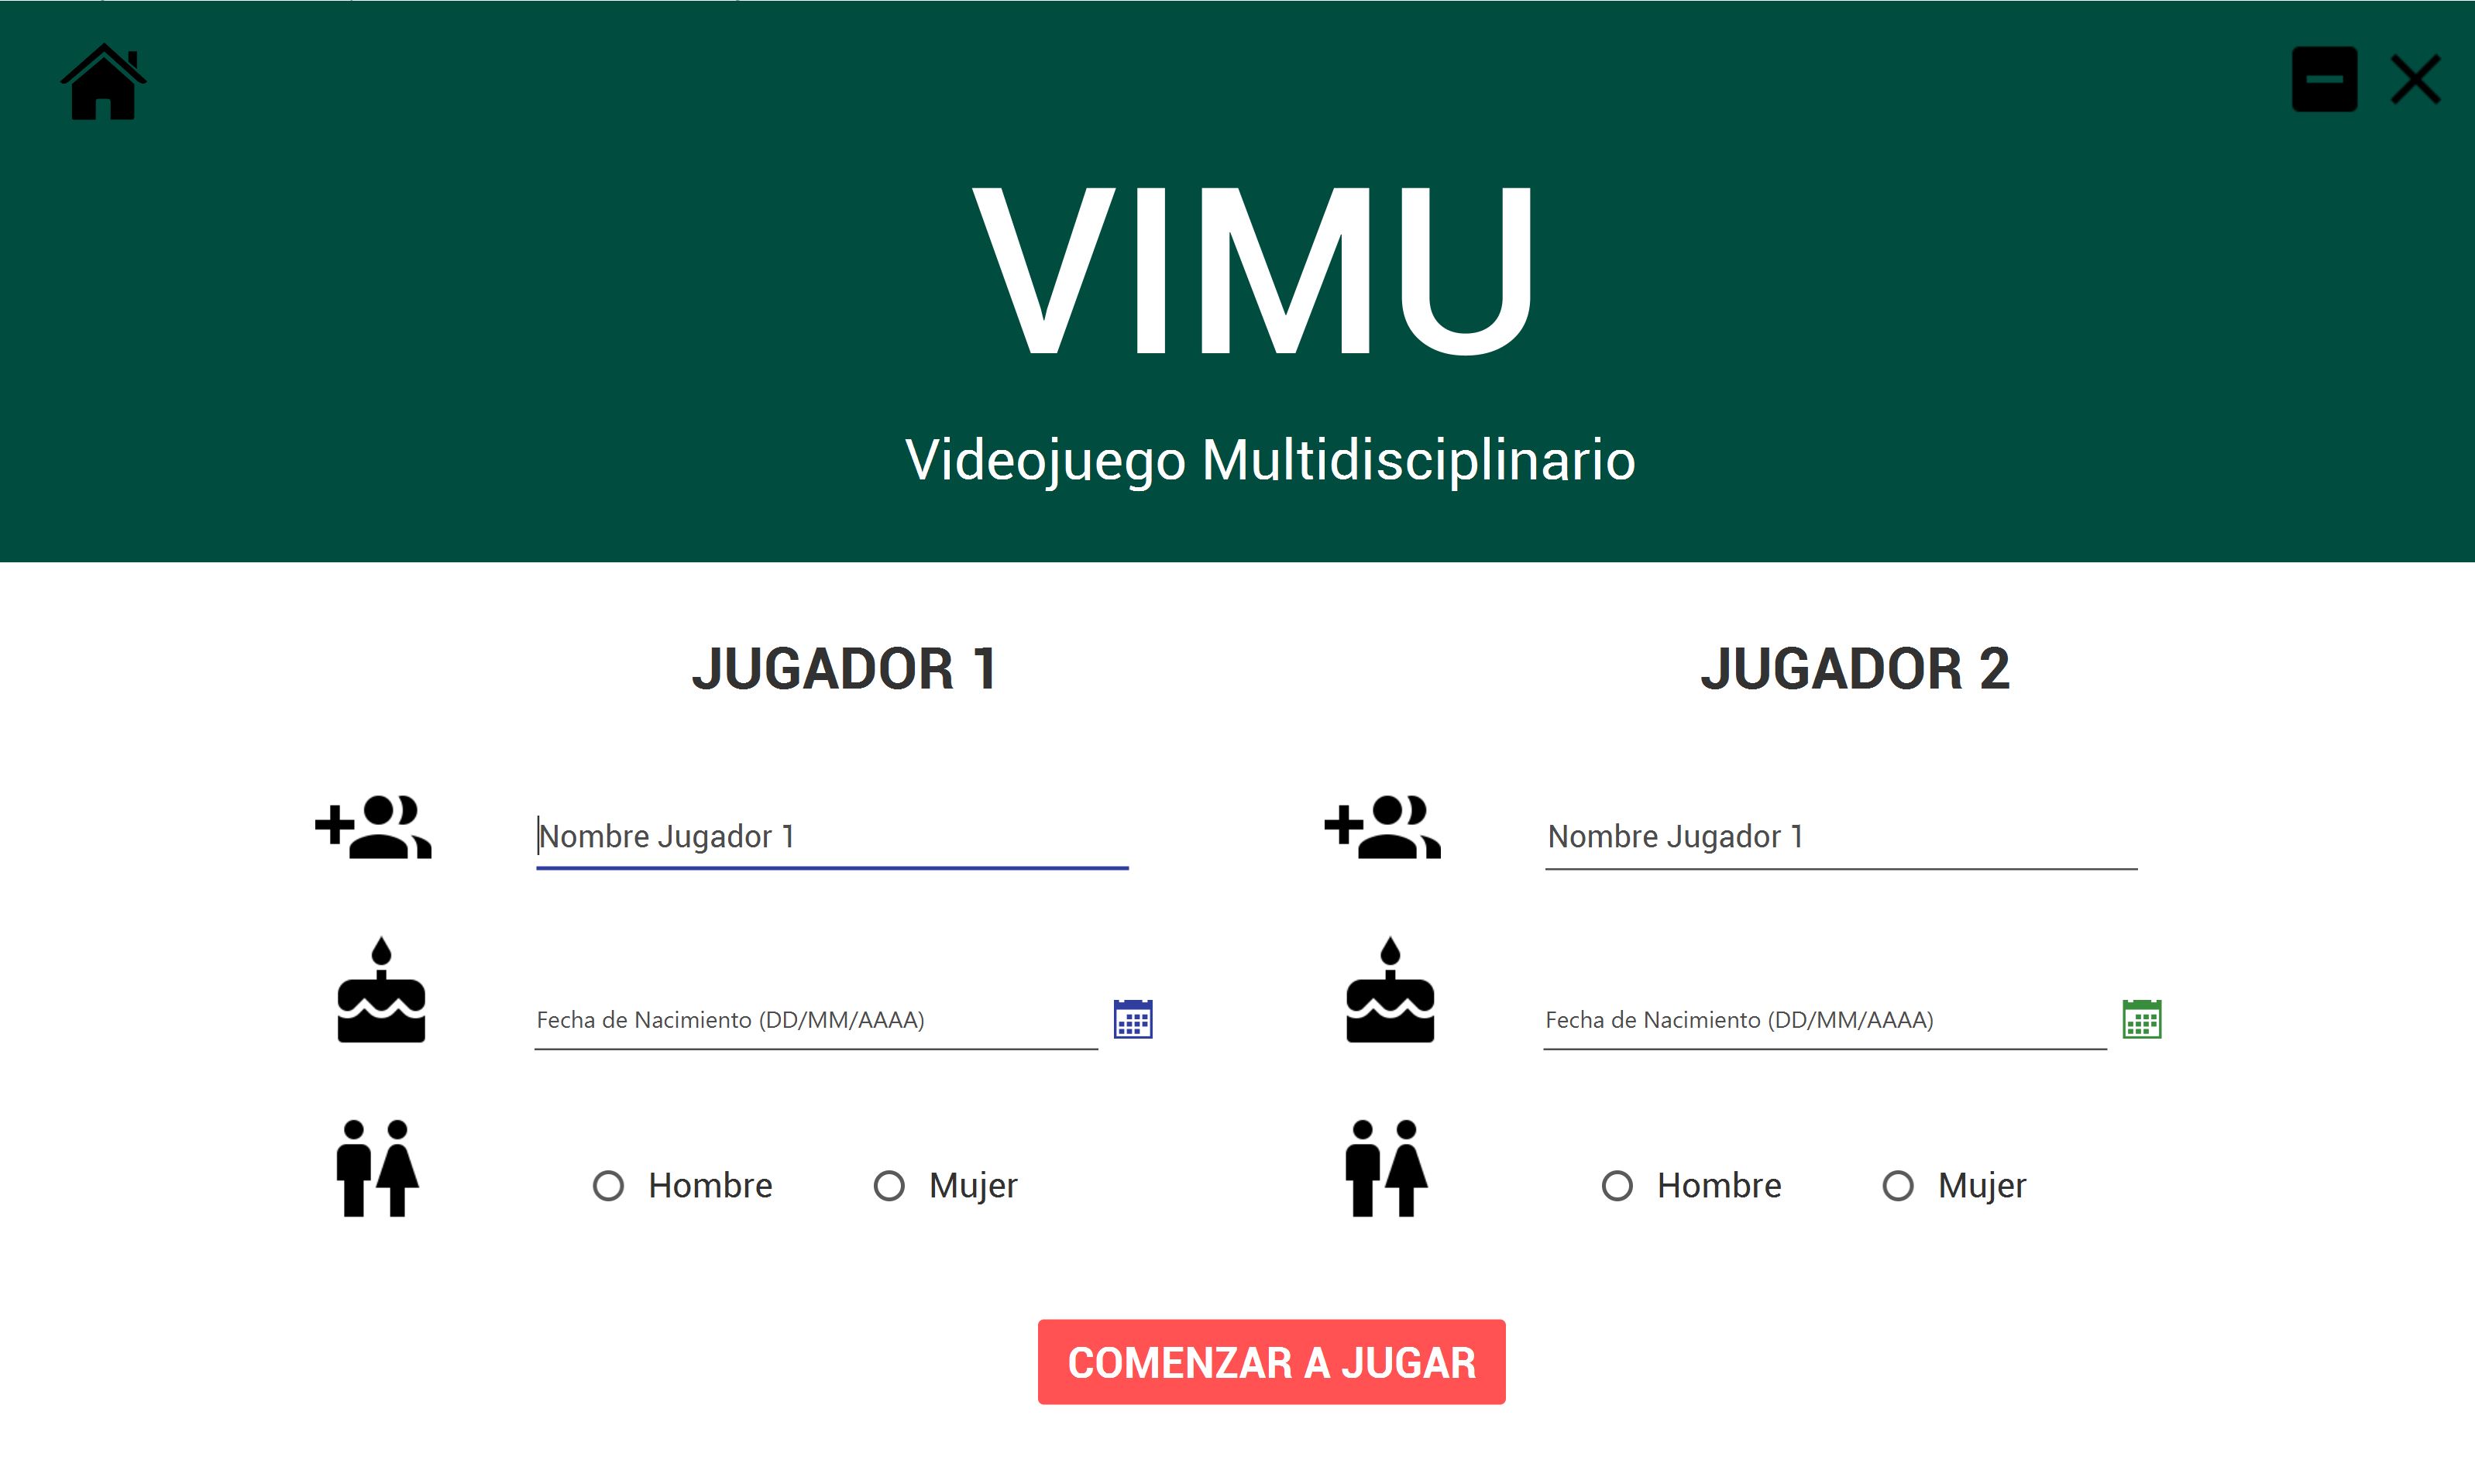 VIMU
Videojuego Multidisciplinario
JUGADOR 1
JUGADOR 2
Nombre Jugador 1
Nombre Jugador 1
Fecha de Nacimiento (DD/MM/AAAA)
Fecha de Nacimiento (DD/MM/AAAA)
Hombre Mujer
Hombre Mujer
COMENZAR A JUGAR